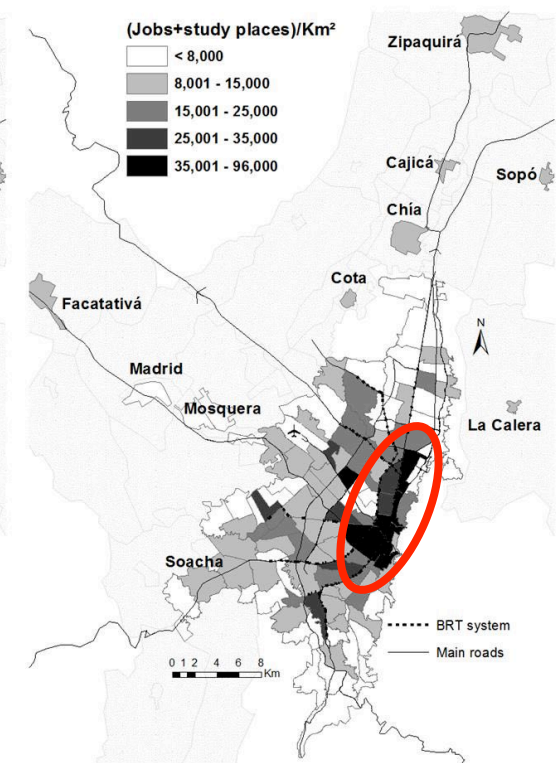 (Jobs+study places)/Km²
< 8,000
8,001 - 15,000
15,001 - 25,000
25,001 - 35,000
35,001 - 96,000
Zipaquirá
Cajicá
Sopó
Chía
Cota
Facatativá
N
Madrid
Mosquera
La Calera
Soacha
BRT system
Main roads
0 1 2 4 6 8
Km